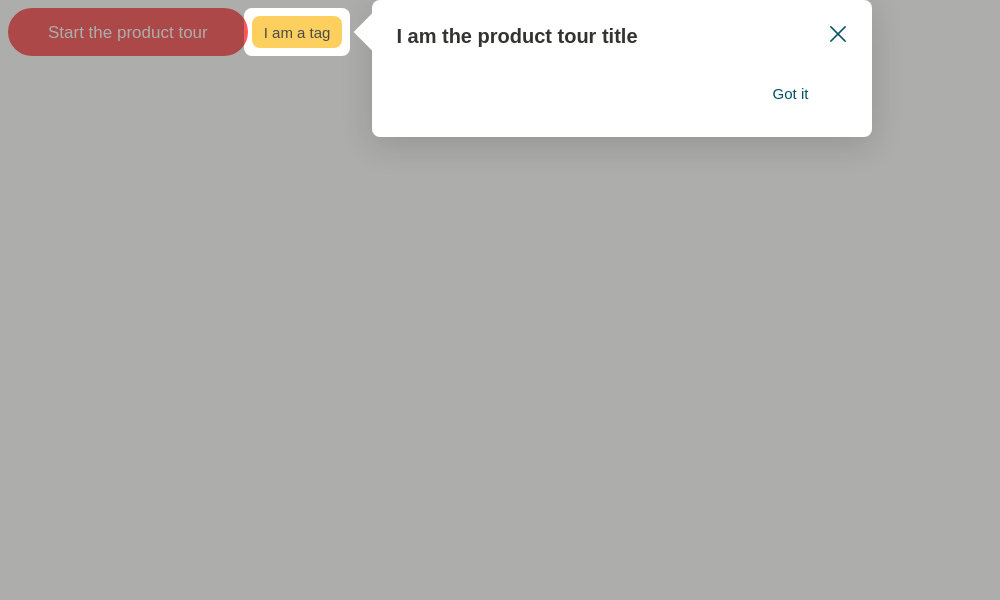 Start the product tour
I am a tag
I am the product tour title
Got it